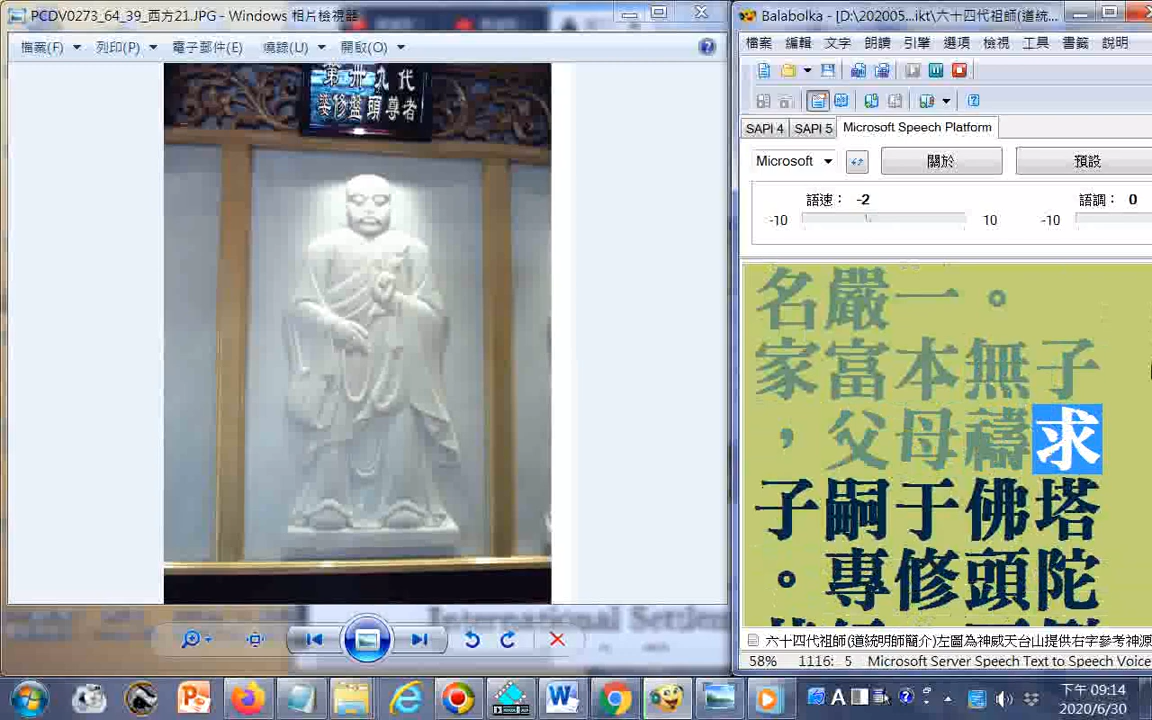 PCDV0273_64_39_西方21.JPG - Windows 相片檢視器
檔案(F)
列印(P)
電子郵件(E)
燒錄(U)
開啟(O)
第卅九代
婆修盤頭尊者
Balabolka - [D:\202005...ikt\六十四代祖師(道統...
檔案 編輯 文字 朗讀 引擎 選項 檢視 工具 書籤 說明
SAPI 4 SAPI 5 Microsoft Speech Platform
Microsoft
關於
預設
語速： -2
語調： 0
-10 10 -10
名嚴一。
家富本無子
，父母禱求
子嗣于佛塔
。專修頭陀
International Settle
六十四代祖師(道統明師簡介)左圖為神威天台山提供右字參考神源
58% 1116: 5 Microsoft Server Speech Text to Speech Voice
下午 09:14
2020/6/30